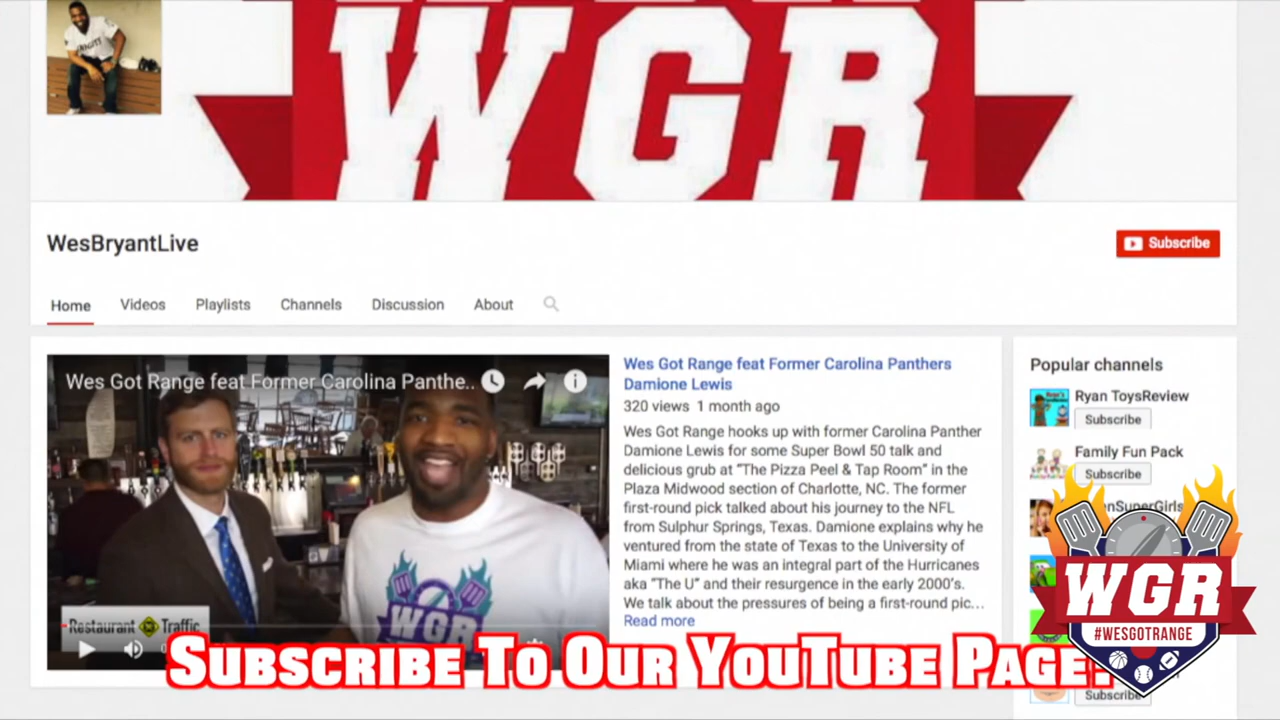 WGR
WesBryantLive
Subscribe
Home Videos Playlists Channels Discussion About
Wes Got Range feat Former Carolina Panthe..
Restaurant Traffic
WGR
Wes Got Range feat Former Carolina Panthers
Damione Lewis
320 views 1 month ago
Wes Got Range hooks up with former Carolina Panther
Damione Lewis for some Super Bowl 50 talk and
delicious grub at “The Pizza Peel & Tap Room” in the
Plaza Midwood section of Charlotte, NC. The former
first-round pick talked about his journey to the NFL
from Sulphur Springs, Texas. Damione explains why he
ventured from the state of Texas to the University of
Miami where he was an integral part of the Hurricanes
aka “The U” and their resurgence in the early 2000’s.
We talk about the pressures of being a first-round pic...
Read more
Popular channels
Ryan ToysReview
Subscribe
Family Fun Pack
Subscribe
WGR
#WESGOTRANGE
Subscribe
Subscribe To Our YouTube Page!